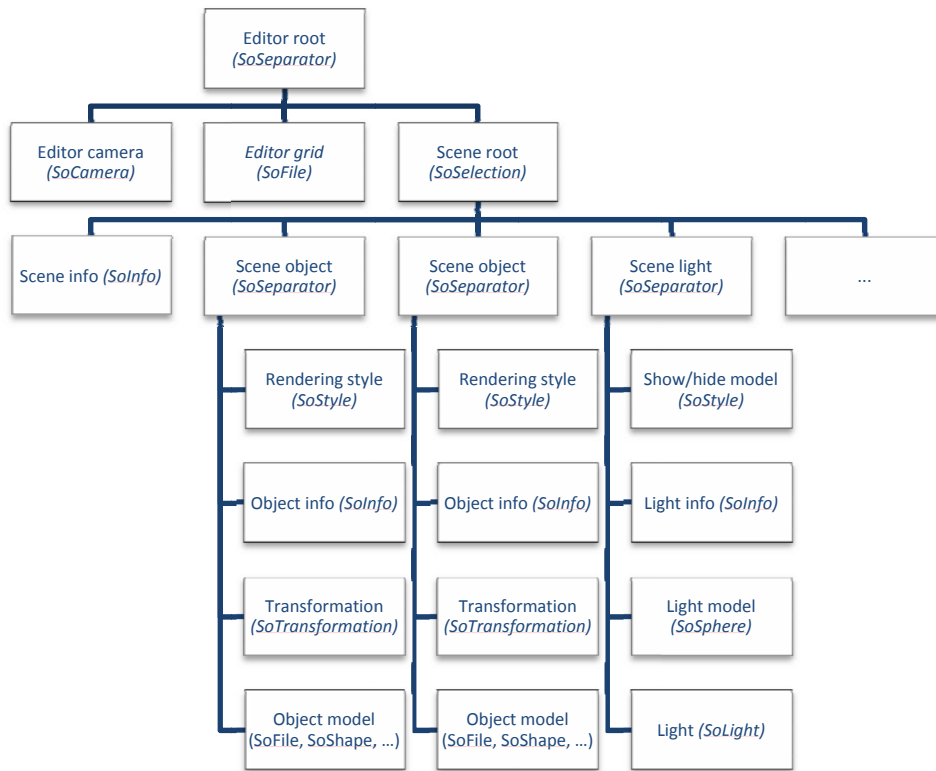 Editor root
(SoSeparator)
Editor camera
(SoCamera)
Editor grid
(SoFile)
Scene root
(SoSelection)
Scene info (SoInfo)
Scene object
(SoSeparator)
Scene object
(SoSeparator)
Scene light
(SoSeparator)
...
Rendering style
(SoStyle)
Rendering style
(SoStyle)
Show/hide model
(SoStyle)
Object info (SoInfo)
Object info (SoInfo)
Light info (SoInfo)
Transformation
(SoTransformation)
Transformation
(SoTransformation)
Light model
(SoSphere)
Object model
(SoFile, SoShape, ...)
Object model
(SoFile, SoShape, ...)
Light (SoLight)